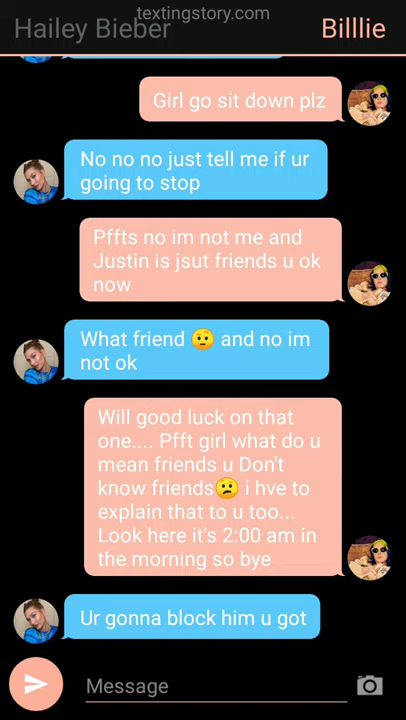 textingstory.com
Hailey Bieber
Billlie
Girl go sit down plz
No no no just tell me if ur
going to stop
Pffts no im not me and
Justin is jsut friends u ok
now
What friend 🤨 and no im
not ok
Will good luck on that
one.... Pfft girl what do u
mean friends u Don't
know friends😕 i hve to
explain that to u too...
Look here it's 2:00 am in
the morning so bye
Ur gonna block him u got
Message